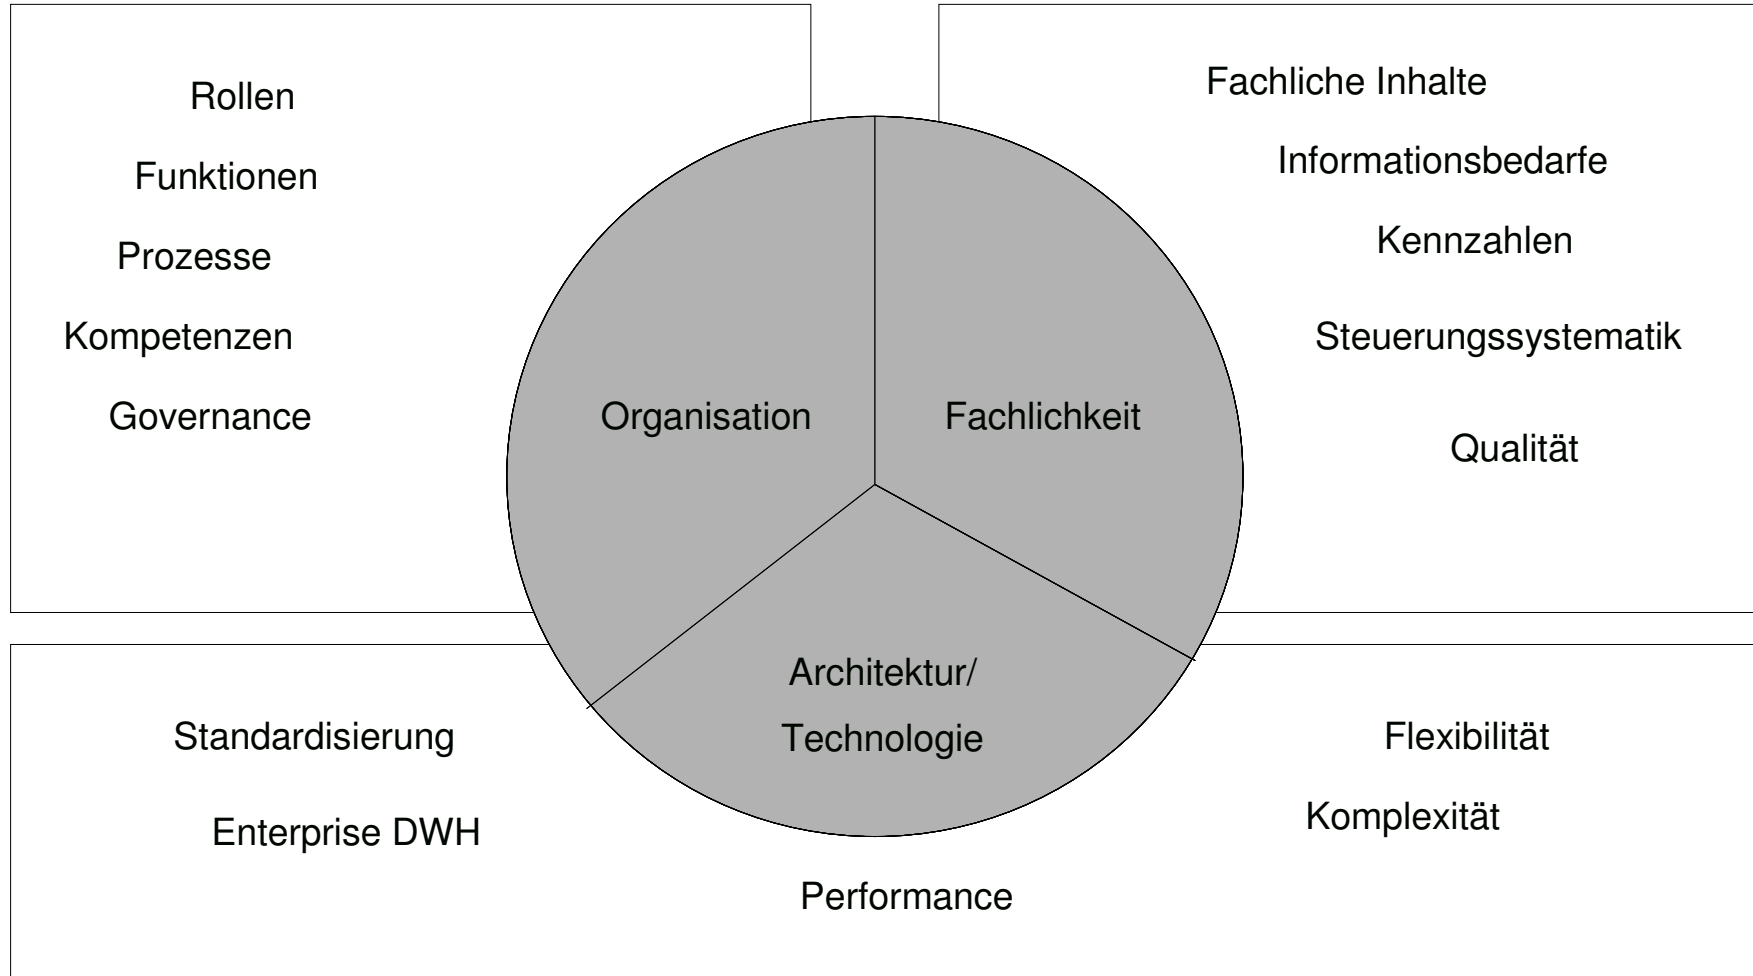 Rollen
Funktionen
Prozesse
Kompetenzen
Governance
Fachliche Inhalte
Informationsbedarfe
Kennzahlen
Steuerungssystematik
Qualität
Organisation
Fachlichkeit
Architektur/
Technologie
Standardisierung
Enterprise DWH
Performance
Flexibilität
Komplexität